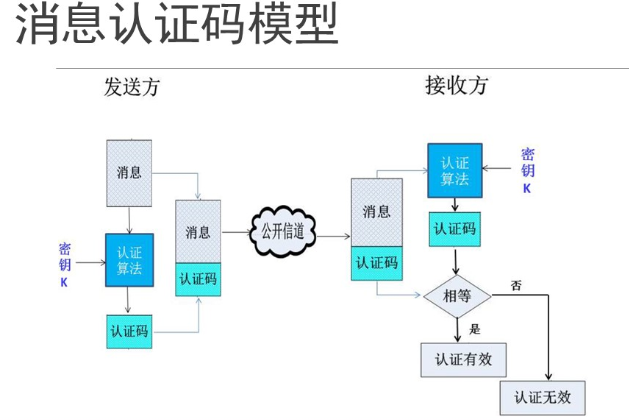 消息认证码模型
发送方
接收方
消息
密钥K
认证
算法
认证码
消息
认证码
公开信道
消息
认证码
认证
算法
密钥K
认证码
相等
否
是
认证有效
认证无效